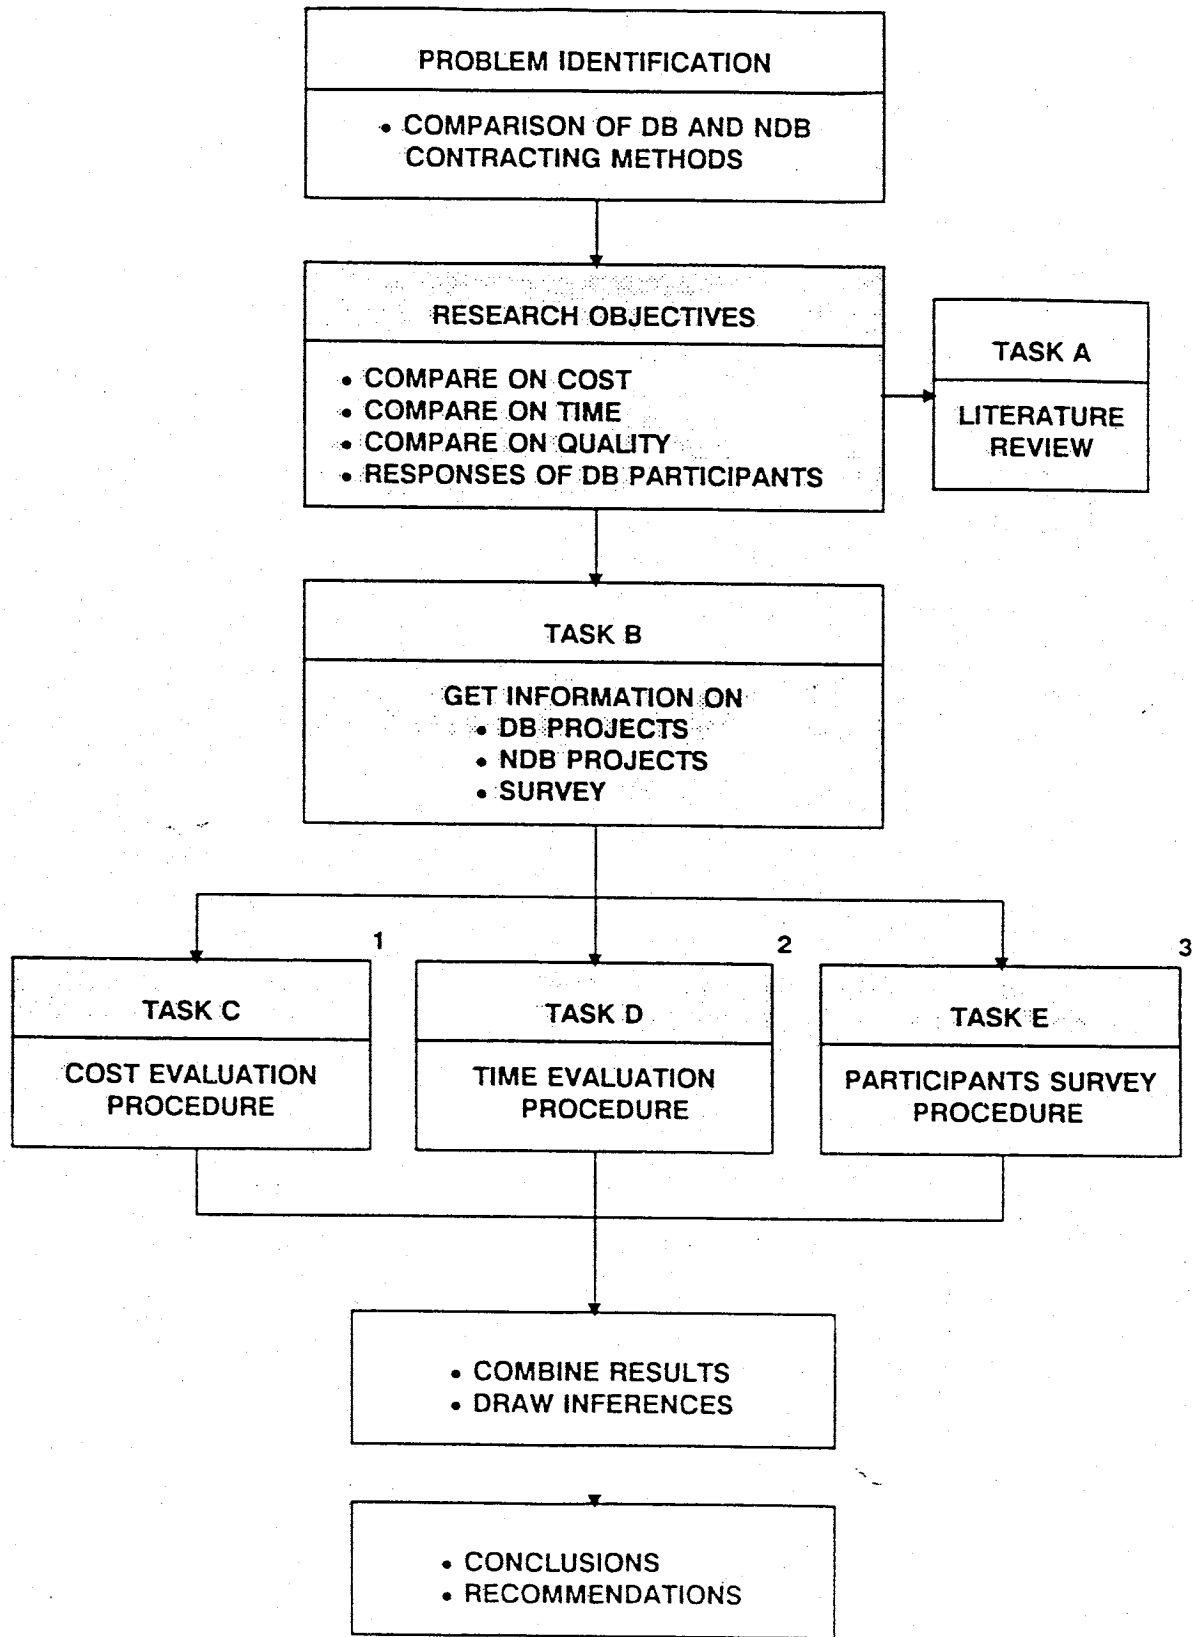 PROBLEM IDENTIFICATION
• COMPARISON OF DB AND NDB
CONTRACTING METHODS
RESEARCH OBJECTIVES
• COMPARE ON COST
• COMPARE ON TIME
• COMPARE ON QUALITY
• RESPONSES OF DB PARTICIPANTS
TASK A
LITERATURE
REVIEW
TASK B
GET INFORMATION ON
• DB PROJECTS
• NDB PROJECTS
• SURVEY
1
TASK C
COST EVALUATION
PROCEDURE
2
TASK D
TIME EVALUATION
PROCEDURE
3
TASK E
PARTICIPANTS SURVEY
PROCEDURE
• COMBINE RESULTS
• DRAW INFERENCES
• CONCLUSIONS
• RECOMMENDATIONS